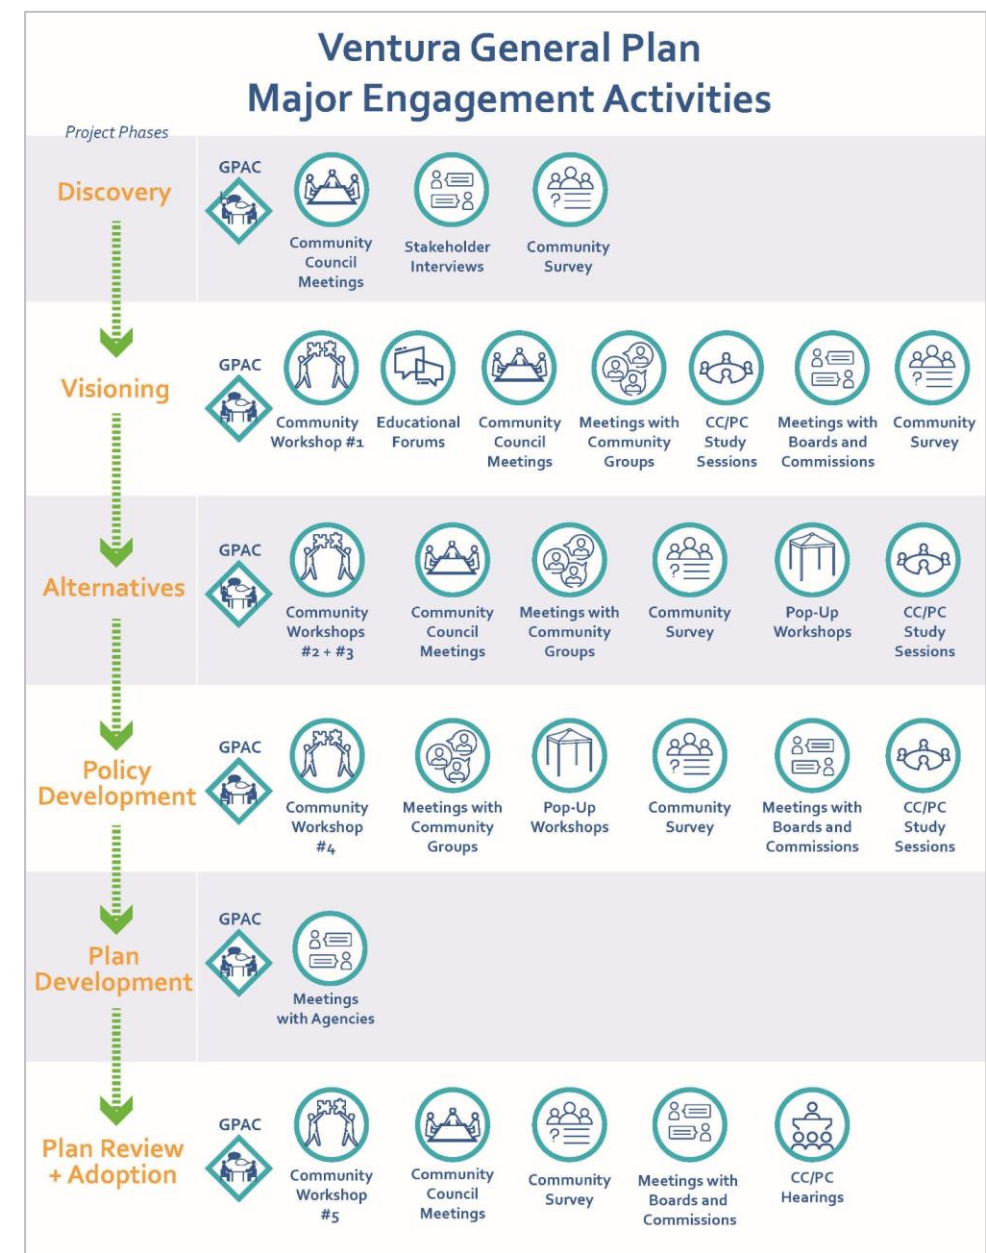 Ventura General Plan
Major Engagement Activities
Project Phases
Discovery
GPAC
Community
Council
Meetings
Stakeholder
Interviews
?
Community
Survey
Visioning
GPAC
Community
Workshop #1
Educational
Forums
Community
Council
Meetings
Meetings with
Community
Groups
CC/PC
Study
Sessions
Meetings with
Boards and
Commissions
?
Community
Survey
Alternatives
GPAC
Community
Workshops
#2 + #3
Community
Council
Meetings
Meetings with
Community
Groups
?
Community
Survey
Pop-Up
Workshops
CC/PC
Study
Sessions
Policy
Development
GPAC
Community
Workshop
#4
Meetings with
Community
Groups
Pop-Up
Workshops
?
Community
Survey
Meetings with
Boards and
Commissions
CC/PC
Study
Sessions
Plan
Development
GPAC
Meetings
with Agencies
Plan Review
+ Adoption
GPAC
Community
Workshop
#5
Community
Council
Meetings
?
Community
Survey
Meetings with
Boards and
Commissions
CC/PC
Hearings